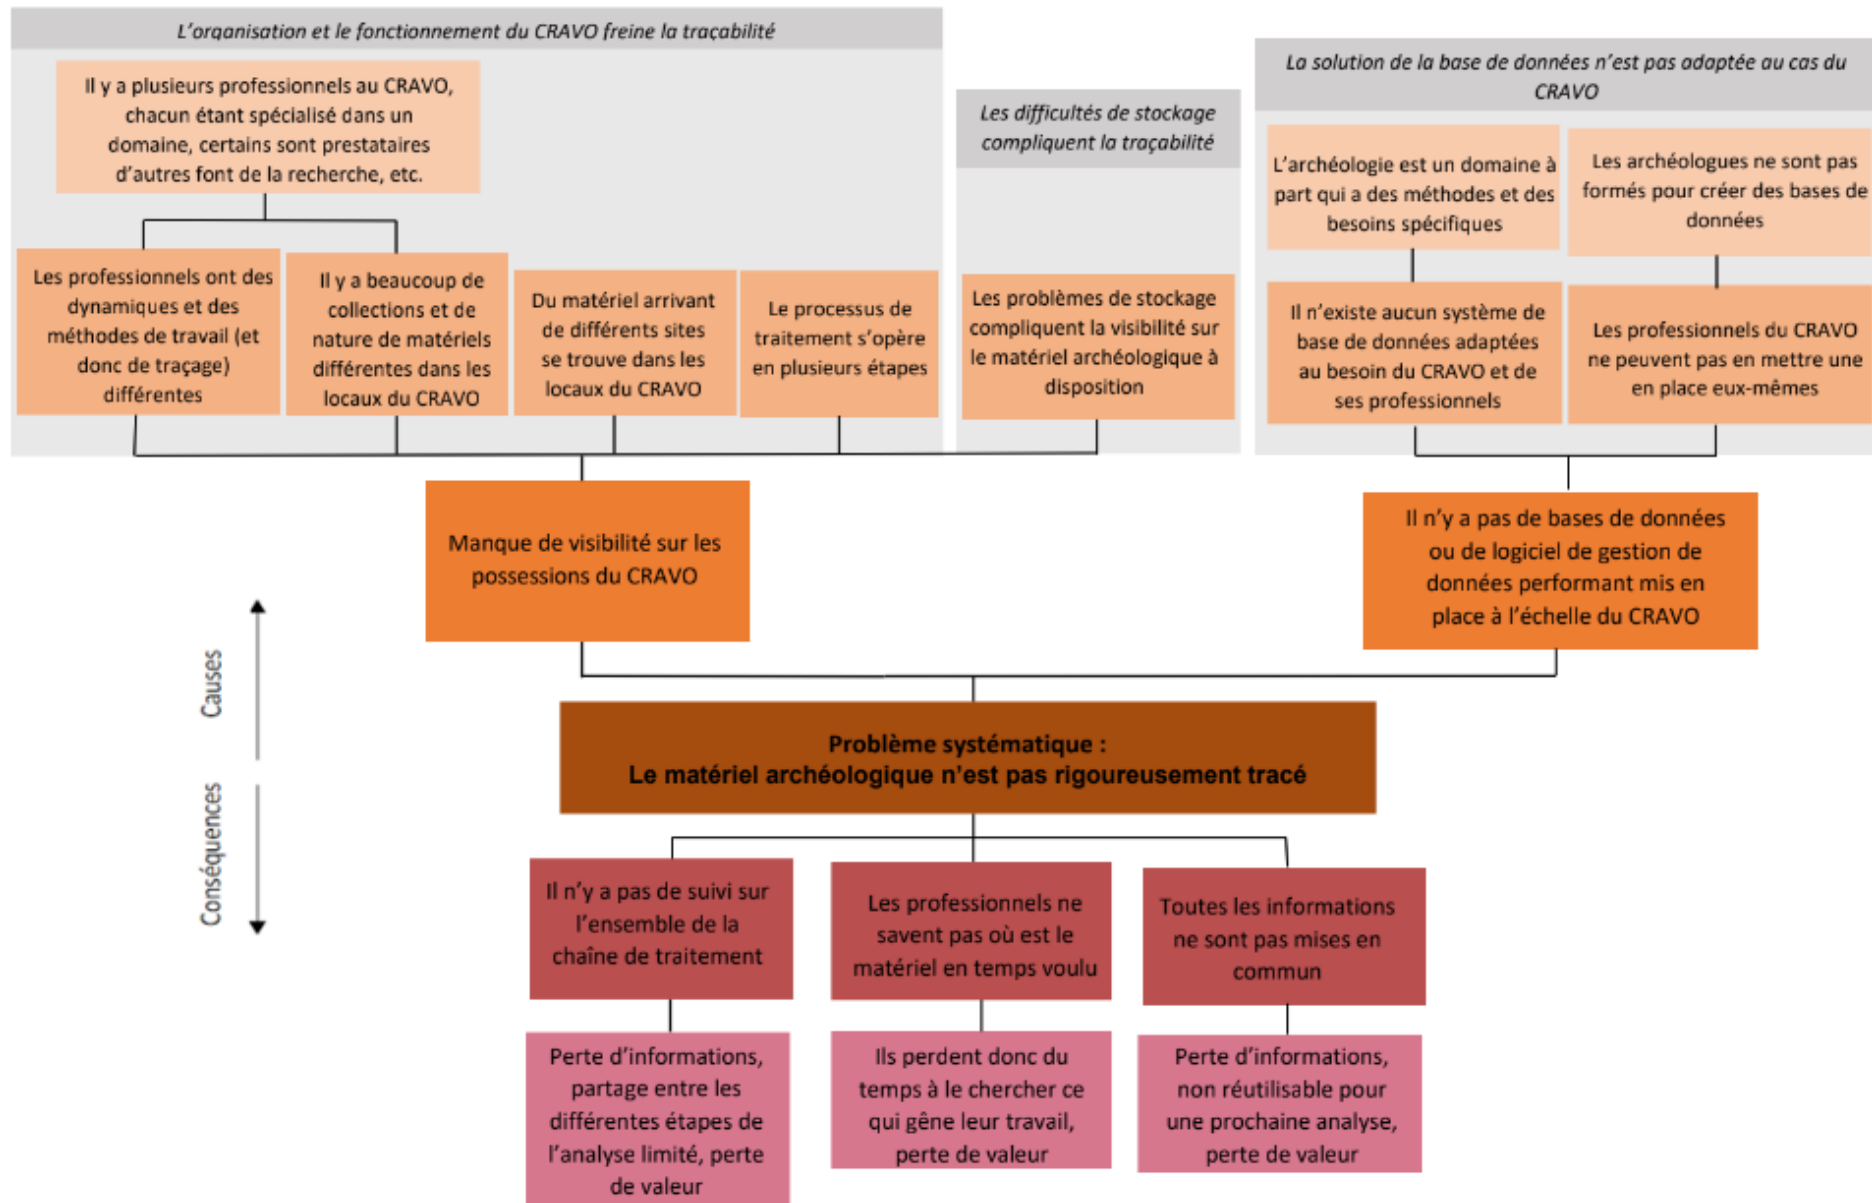 L'organisation et le fonctionnement du CRAVO freine la traçabilité
Il y a plusieurs professionnels au CRAVO,
chacun étant spécialisé dans un
domaine, certains sont prestataires
d'autres font de la recherche, etc.
Les professionnels ont des
dynamiques et des
méthodes de travail (et
donc de traçage)
différentes
Il y a beaucoup de
collections et de
nature de matériels
différentes dans les
locaux du CRAVO
Du matériel arrivant
de différents sites
se trouve dans les
locaux du CRAVO
Le processus de
traitement s'opère
en plusieurs étapes
Les difficultés de stockage
compliquent la traçabilité
Les problèmes de stockage
compliquent la visibilité sur
le matériel archéologique à
disposition
La solution de la base de données n'est pas adaptée au cas du
CRAVO
L'archéologie est un domaine à
part qui a des méthodes et des
besoins spécifiques
Les archéologues ne sont pas
formés pour créer des bases de
données
Il n'existe aucun système de
base de données adaptées
au besoin du CRAVO et de
ses professionnels
Les professionnels du CRAVO
ne peuvent pas en mettre une
en place eux-mêmes
Manque de visibilité sur les
possessions du CRAVO
Il n'y a pas de bases de données
ou de logiciel de gestion de
données performant mis en
place à l'échelle du CRAVO
Causes
Conséquences
Problème systématique :
Le matériel archéologique n'est pas rigoureusement tracé
Il n'y a pas de suivi sur
l'ensemble de la
chaîne de traitement
Les professionnels ne
savent pas où est le
matériel en temps voulu
Toutes les informations
ne sont pas mises en
commun
Perte d'informations,
partage entre les
différentes étapes de
l'analyse limité, perte
de valeur
Ils perdent donc du
temps à le chercher ce
qui gêne leur travail,
perte de valeur
Perte d'informations,
non réutilisable pour
une prochaine analyse,
perte de valeur